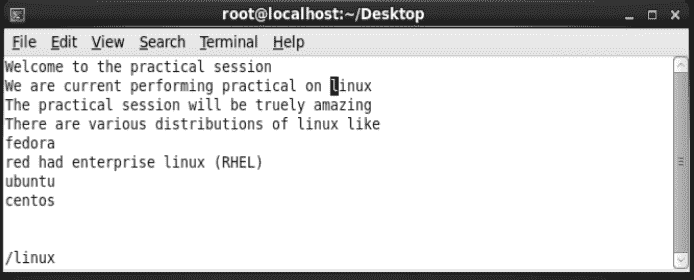 root@localhost:~/Desktop
File Edit View Search Terminal Help
Welcome to the practical session
We are current performing practical on linux
The practical session will be truely amazing
There are various distributions of linux like
fedora
red had enterprise linux (RHEL)
ubuntu
centos
/linux